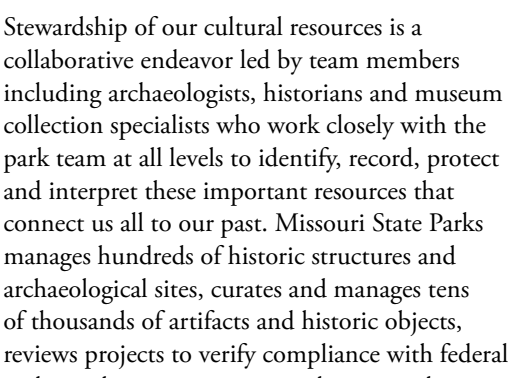 Stewardship of our cultural resources is a
collaborative endeavor led by team members
including archaeologists, historians and museum
collection specialists who work closely with the
park team at all levels to identify, record, protect
and interpret these important resources that
connect us all to our past. Missouri State Parks
manages hundreds of historic structures and
archaeological sites, curates and manages tens
of thousands of artifacts and historic objects,
reviews projects to verify compliance with federal